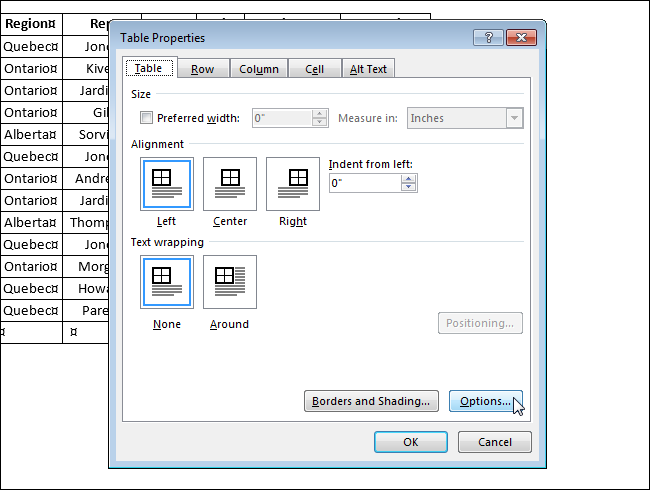 Region¤
Quebec¤
Ontario¤
Ontario¤
Ontario¤
Alberta¤
Quebec¤
Ontario¤
Ontario¤
Alberta¤
Quebec¤
Ontario¤
Quebec¤
Quebec¤
¤
Rep
Jone
Kive
Jardi
Gil
Sorvi
Jone
Andre
Jardi
Thomp
Jone
Morg
Howa
Pare
¤
Table Properties
?
Table Row Column Cell Alt Text
Size
Preferred width: 0" Measure in: Inches
Alignment
Indent from left:
0"
Left Center Right
Text wrapping
None Around
Positioning...
Borders and Shading... Options...
OK Cancel